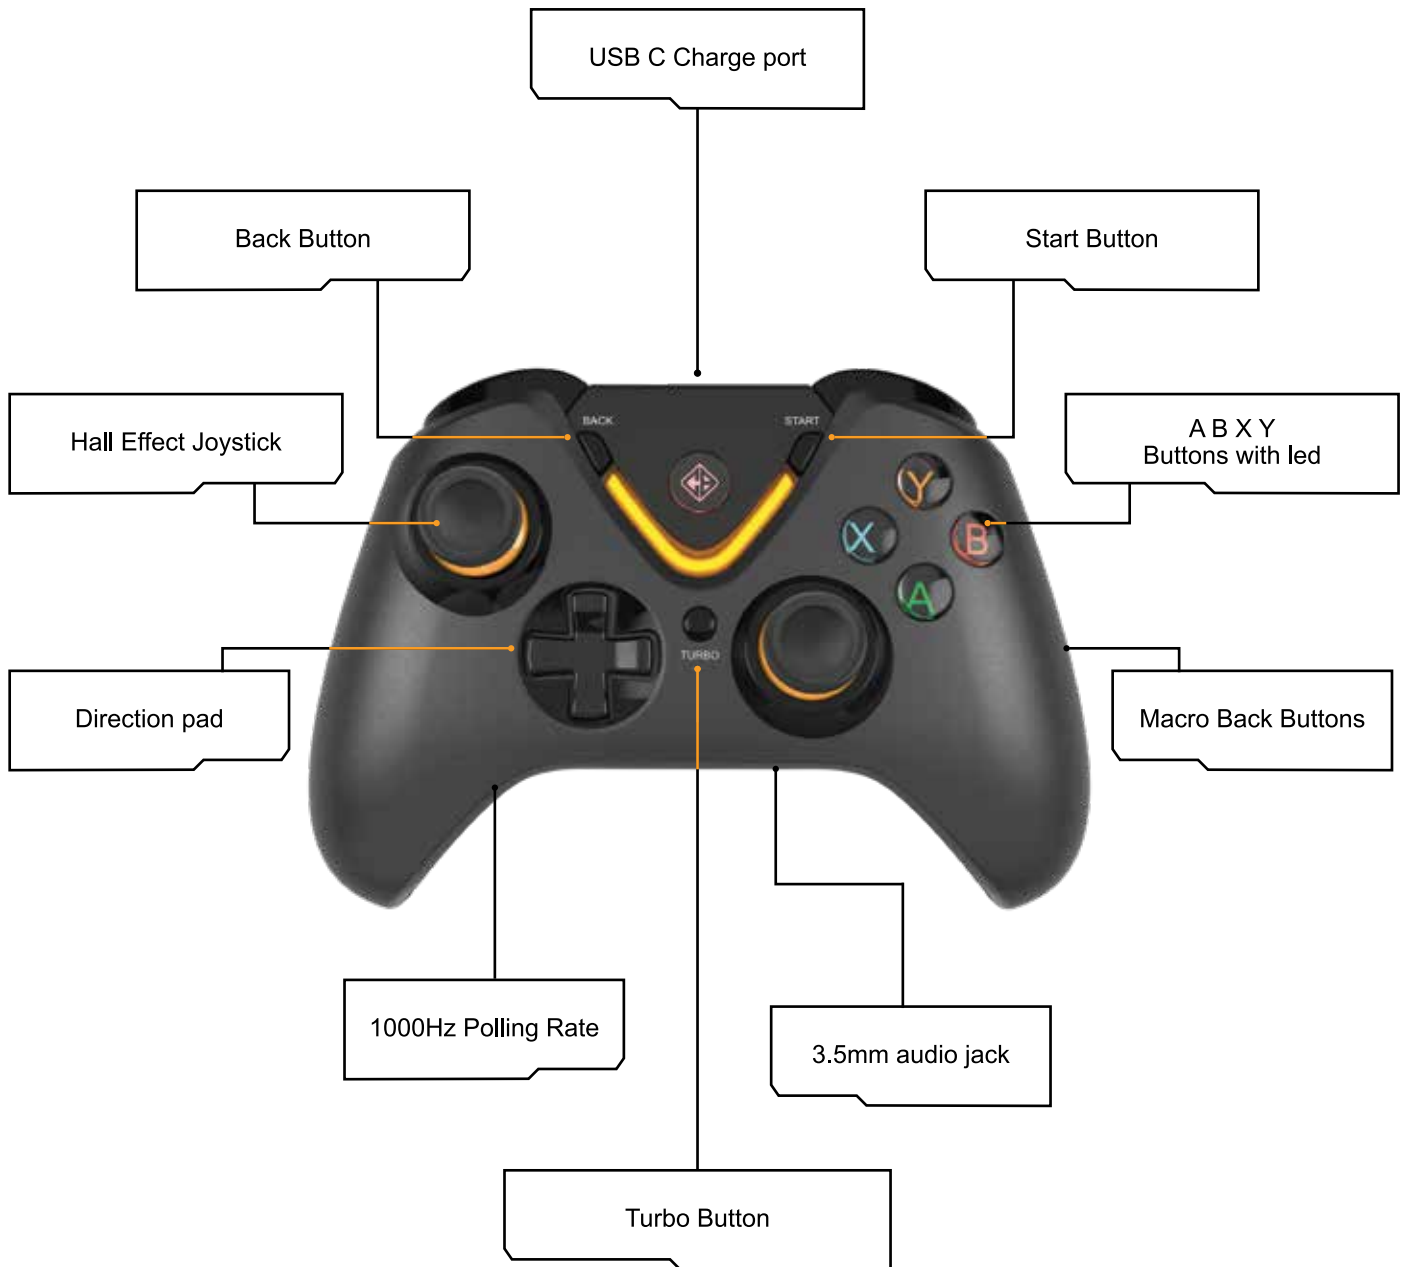 USB C Charge port
Back Button
Start Button
BACK
START
Hall Effect Joystick
A B X Y
Buttons with led
Y
X
B
A
TURBO
Direction pad
Macro Back Buttons
1000Hz Polling Rate
3.5mm audio jack
Turbo Button